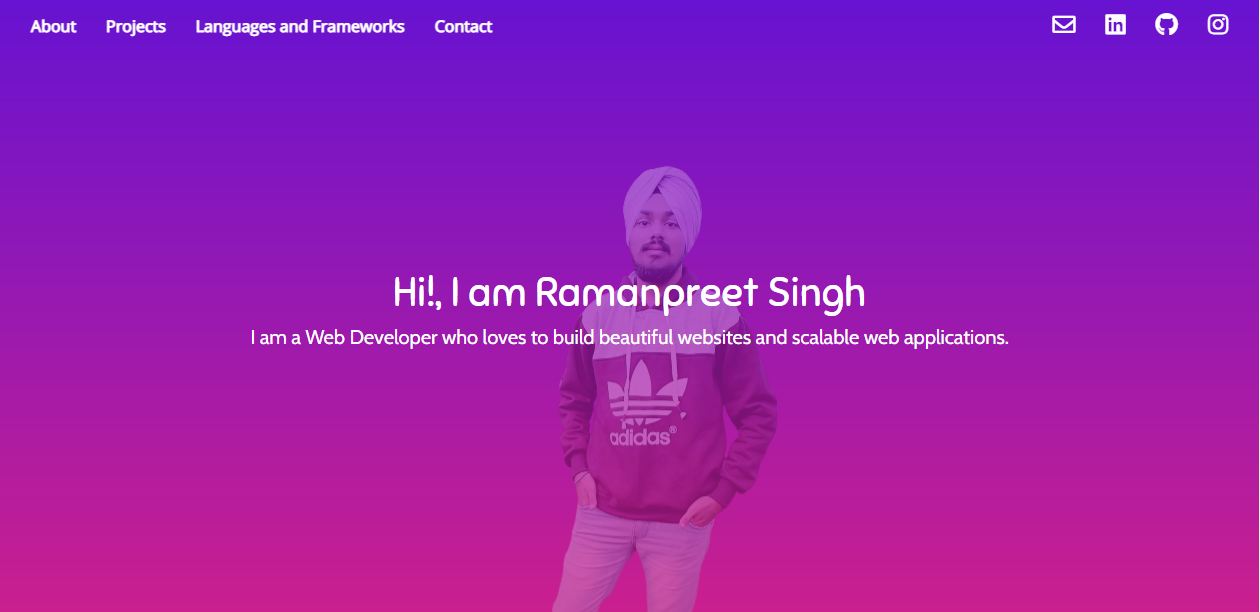 About Projects Languages and Frameworks Contact
in
Hi!, I am Ramanpreet Singh
I am a Web Developer who loves to build beautiful websites and scalable web applications.
adidas®